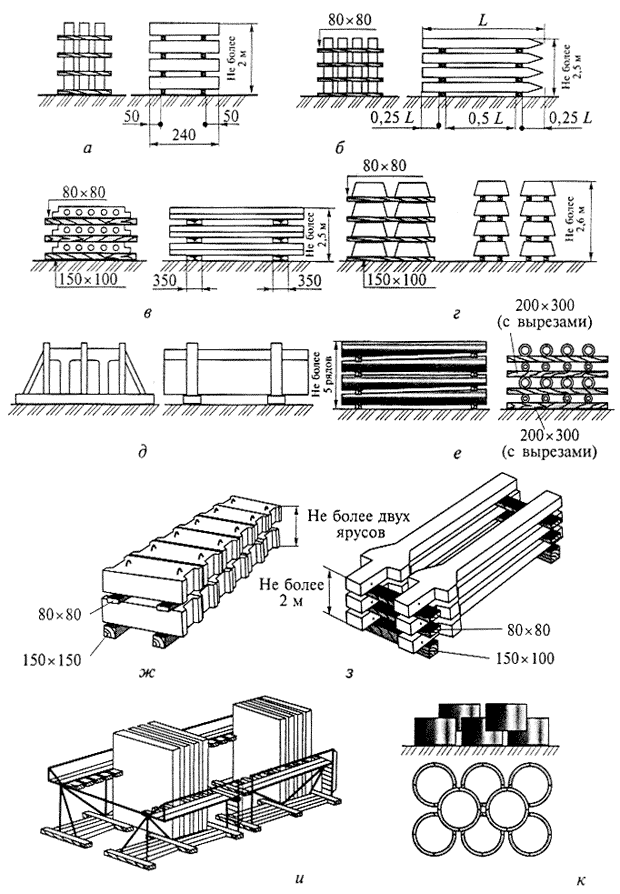 Не более
2 м
50
50
240
а
80×80
L
Не более
2,5 м
0,25 L
0,5 L
0,25 L
б
80×80
150×100
Не более
2,5 м
350
350
в
80×80
150×100
Не более
2,6 м
г
д
Не более
5 рядов
200×300
(с вырезами)
200×300
(с вырезами)
е
Не более двух
ярусов
80×80
150×150
ж
Не более
2 м
80×80
150×100
з
и
к